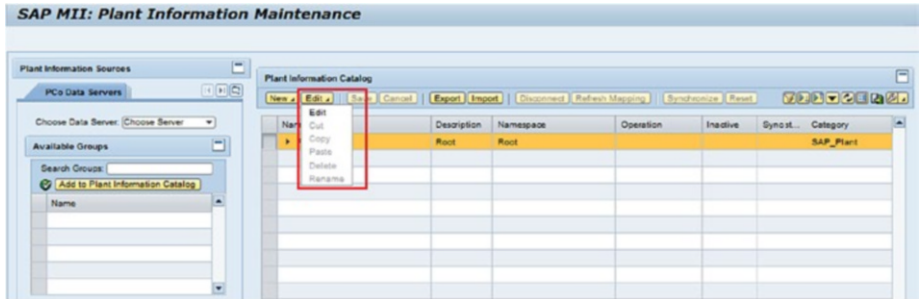 SAP MII: Plant Information Maintenance
Plant Information Sources
PCo Data Servers
Choose Data Server: Choose Server
Available Groups
Search Groups:
Add to Plant Information Catalog
Name
Plant Information Catalog
New Edit Save Cancel Export Import Disconnect Refresh Mapping Synchronize Reset
Description Namespace Operation Inactive Category
Root Root SAP_Plant
Edit
Cut
Copy
Paste
Delete
Rename